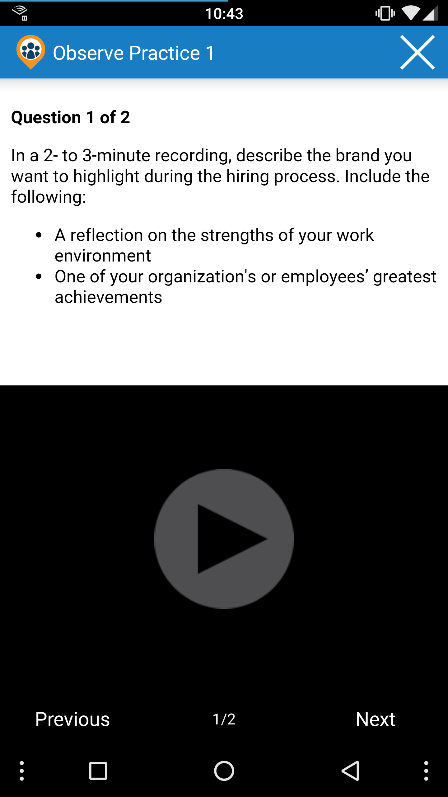 10:43
Observe Practice 1
Question 1 of 2
In a 2- to 3-minute recording, describe the brand you
want to highlight during the hiring process. Include the
following:
• A reflection on the strengths of your work
environment
• One of your organization's or employees’ greatest
achievements
Previous
1/2
Next